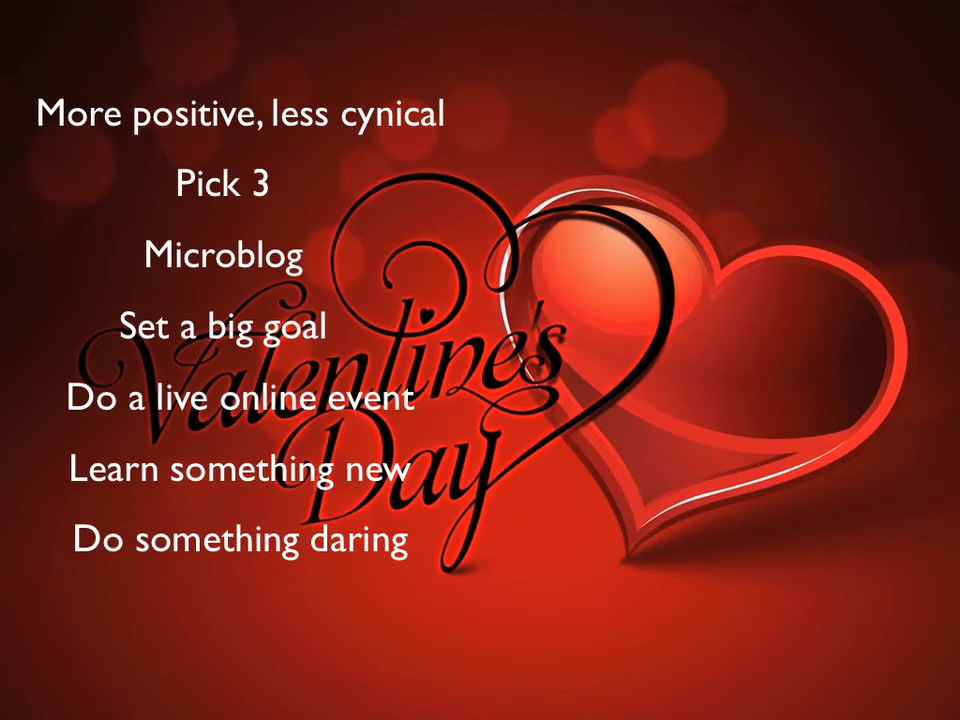 More positive, less cynical
Pick 3
Microblog
Set a big goal
Valentine's
Do a live online event
Day
Learn something new
Do something daring